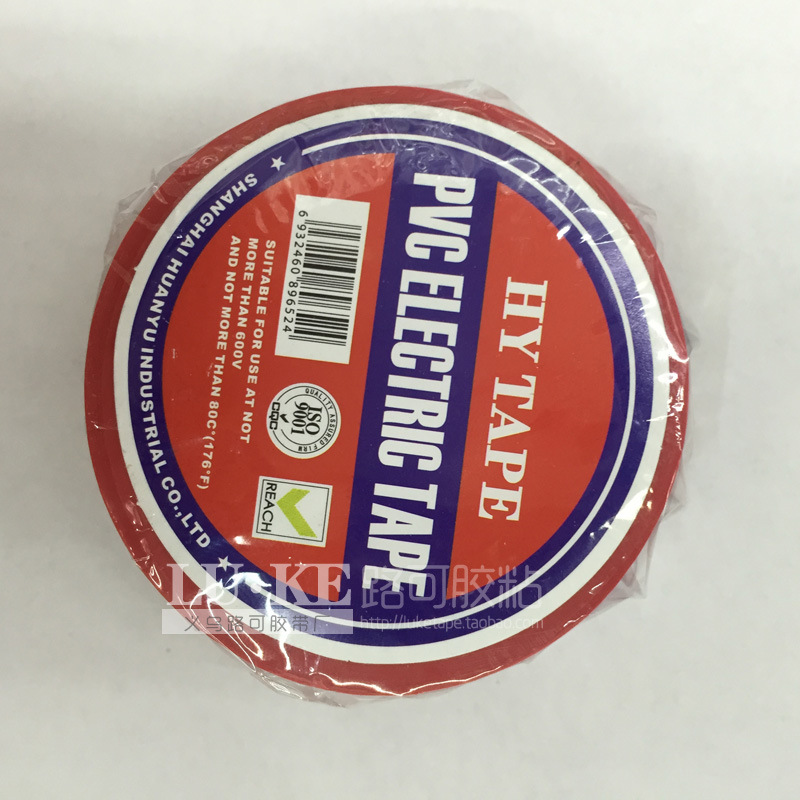 HY TAPE
PVC ELECTRIC TAPE
6 932460 896524
SUITABLE FOR USE AT NOT
MORE THAN 600V
AND NOT MORE THAN 80C°(176°F)
QUALITY ASSURED FIRM
ISO
9001
CQC
REACH
★ SHANGHAI HUANYU INDUSTRIAL CO.,LTD ★
LU-KE 路可胶粘
义乌路可胶带厂 http://luketape.taobao.com